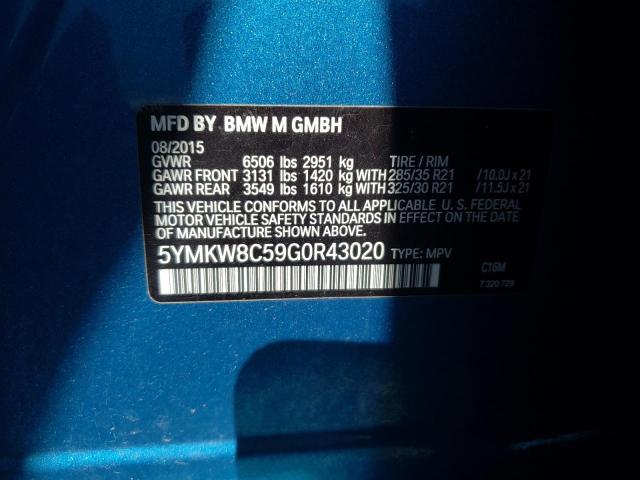 MFD BY BMW M GMBH
08/2015
GVWR 6506 lbs 2951 kg TIRE / RIM
GAWR FRONT 3131 lbs 1420 kg WITH 285/35 R21 /10.0J x 21
GAWR REAR 3549 lbs 1610 kg WITH 325/30 R21 /11.5J x 21
THIS VEHICLE CONFORMS TO ALL APPLICABLE U.S. FEDERAL
MOTOR VEHICLE SAFETY STANDARDS IN EFFECT ON THE
DATE OF MANUFACTURE SHOWN ABOVE.
5YMKW8C59G0R43020 TYPE: MPV
C16M
7 320 729